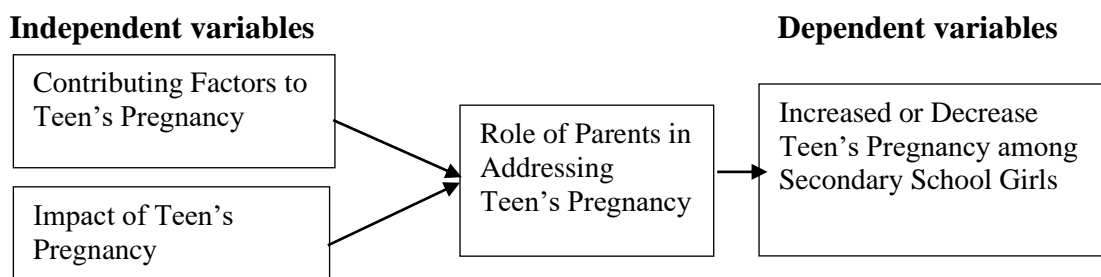 Independent variables
Dependent variables
Contributing Factors to
Teen's Pregnancy
Impact of Teen's
Pregnancy
Role of Parents in
Addressing
Teen's Pregnancy
Increased or Decrease
Teen's Pregnancy among
Secondary School Girls